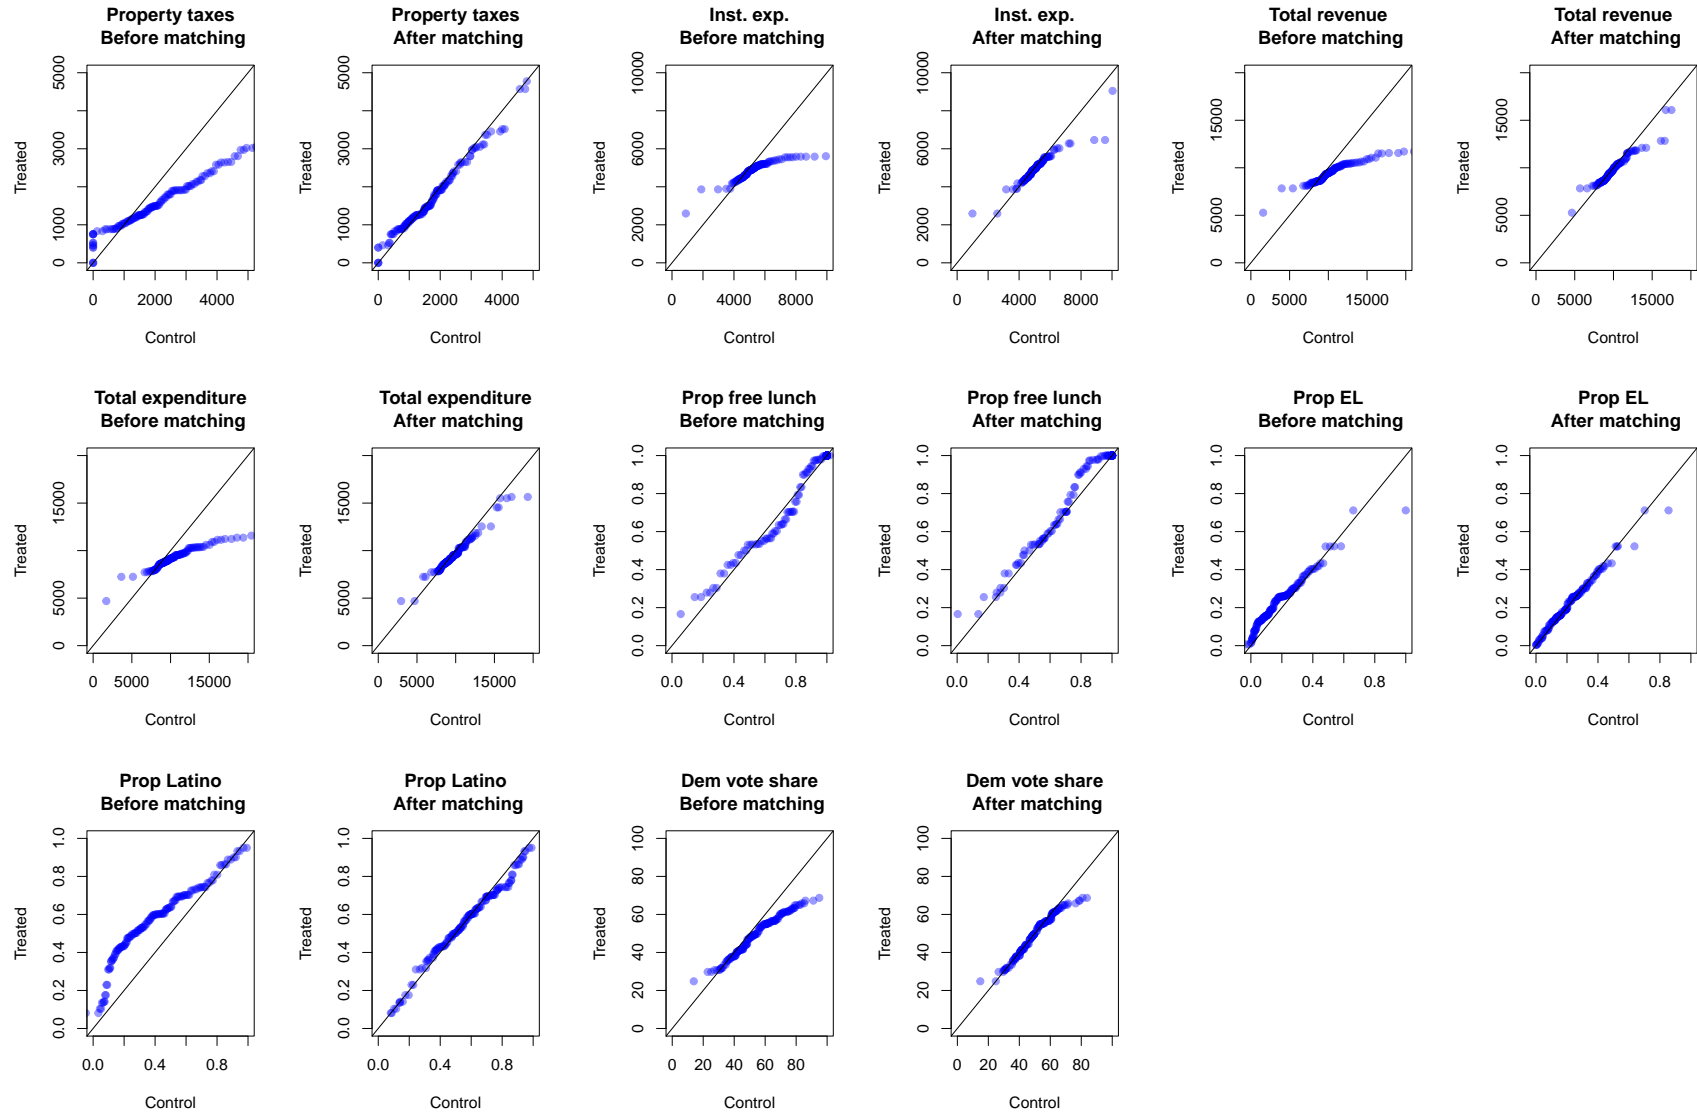 Property taxes
Before matching
Treated
5000
3000
1000
0
0 2000 4000
Control
Property taxes
After matching
Treated
5000
3000
1000
0
0 2000 4000
Control
Inst. exp.
Before matching
Treated
10000
6000
4000
2000
0
0 4000 8000
Control
Inst. exp.
After matching
Treated
10000
6000
4000
2000
0
0 4000 8000
Control
Total revenue
Before matching
Treated
15000
5000
0
0 5000 15000
Control
Total revenue
After matching
Treated
15000
5000
0
0 5000 15000
Control
Total expenditure
Before matching
Treated
15000
5000
0
0 5000 15000
Control
Total expenditure
After matching
Treated
15000
5000
0
0 5000 15000
Control
Prop free lunch
Before matching
Treated
1.0
0.8
0.6
0.4
0.2
0.0
0.0 0.4 0.8
Control
Prop free lunch
After matching
Treated
1.0
0.8
0.6
0.4
0.2
0.0
0.0 0.4 0.8
Control
Prop EL
Before matching
Treated
1.0
0.8
0.6
0.4
0.2
0.0
0.0 0.4 0.8
Control
Prop EL
After matching
Treated
1.0
0.8
0.6
0.4
0.2
0.0
0.0 0.4 0.8
Control
Prop Latino
Before matching
Treated
1.0
0.8
0.6
0.4
0.2
0.0
0.0 0.4 0.8
Control
Prop Latino
After matching
Treated
1.0
0.8
0.6
0.4
0.2
0.0
0.0 0.4 0.8
Control
Dem vote share
Before matching
Treated
100
80
60
40
20
0
0 20 40 60 80
Control
Dem vote share
After matching
Treated
100
80
60
40
20
0
0 20 40 60 80
Control